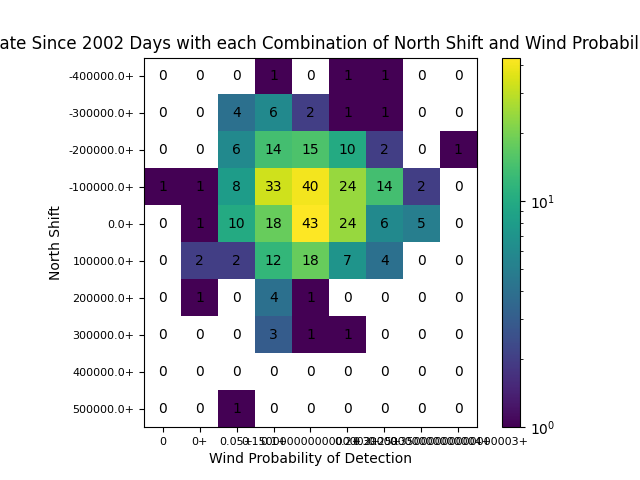 ate Since 2002 Days with each Combination of North Shift and Wind Probabil
-400000.0+ 0 0 0 1 0 1 1 0 0
-300000.0+ 0 0 4 6 2 1 1 0 0
-200000.0+ 0 0 6 14 15 10 2 0 1
-100000.0+ 1 1 8 33 40 24 14 2 0
0.0+ 0 1 10 18 43 24 6 5 0
100000.0+ 0 2 2 12 18 7 4 0 0
200000.0+ 0 1 0 4 1 0 0 0 0
300000.0+ 0 0 0 3 1 1 0 0 0
400000.0+ 0 0 0 0 0 0 0 0 0
500000.0+ 0 0 1 0 0 0 0 0 0
0 0+
Wind Probability of Detection
North Shift
10¹
10⁰